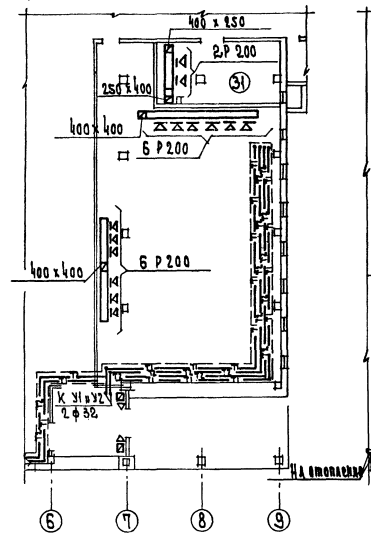 400 x 250
2Р 200
31
250 x 400
400 x 400
6 Р 200
400 x 400
6 Р 200
К У1 и У2
2 ф 32
На отопление
6
7
8
9